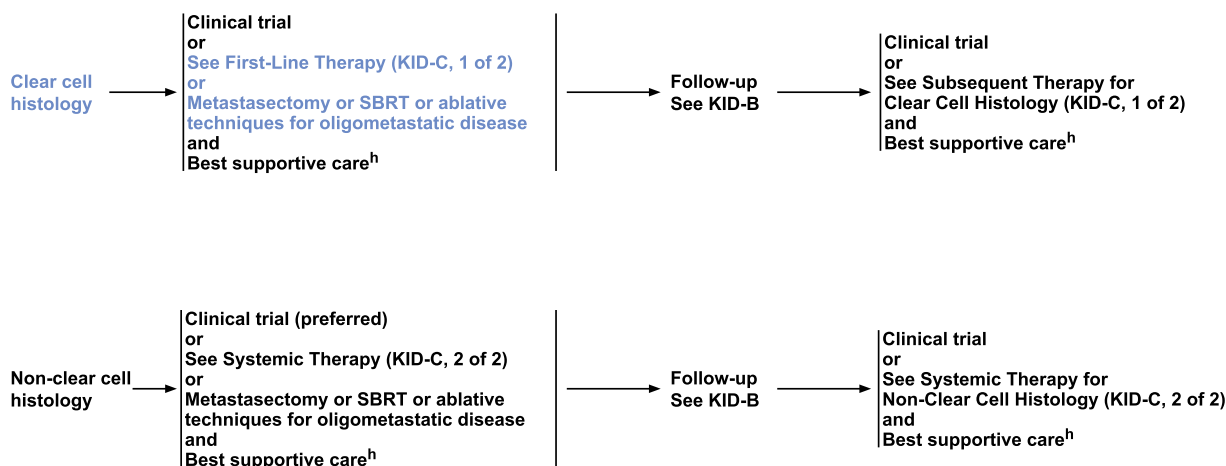 Clear cell
histology
Clinical trial
or
See First-Line Therapy (KID-C, 1 of 2)
or
Metastasectomy or SBRT or ablative
techniques for oligometastatic disease
and
Best supportive careʰ
Follow-up
See KID-B
Clinical trial
or
See Subsequent Therapy for
Clear Cell Histology (KID-C, 1 of 2)
and
Best supportive careʰ
Non-clear cell
histology
Clinical trial (preferred)
or
See Systemic Therapy (KID-C, 2 of 2)
or
Metastasectomy or SBRT or ablative
techniques for oligometastatic disease
and
Best supportive careʰ
Follow-up
See KID-B
Clinical trial
or
See Systemic Therapy for
Non-Clear Cell Histology (KID-C, 2 of 2)
and
Best supportive careʰ